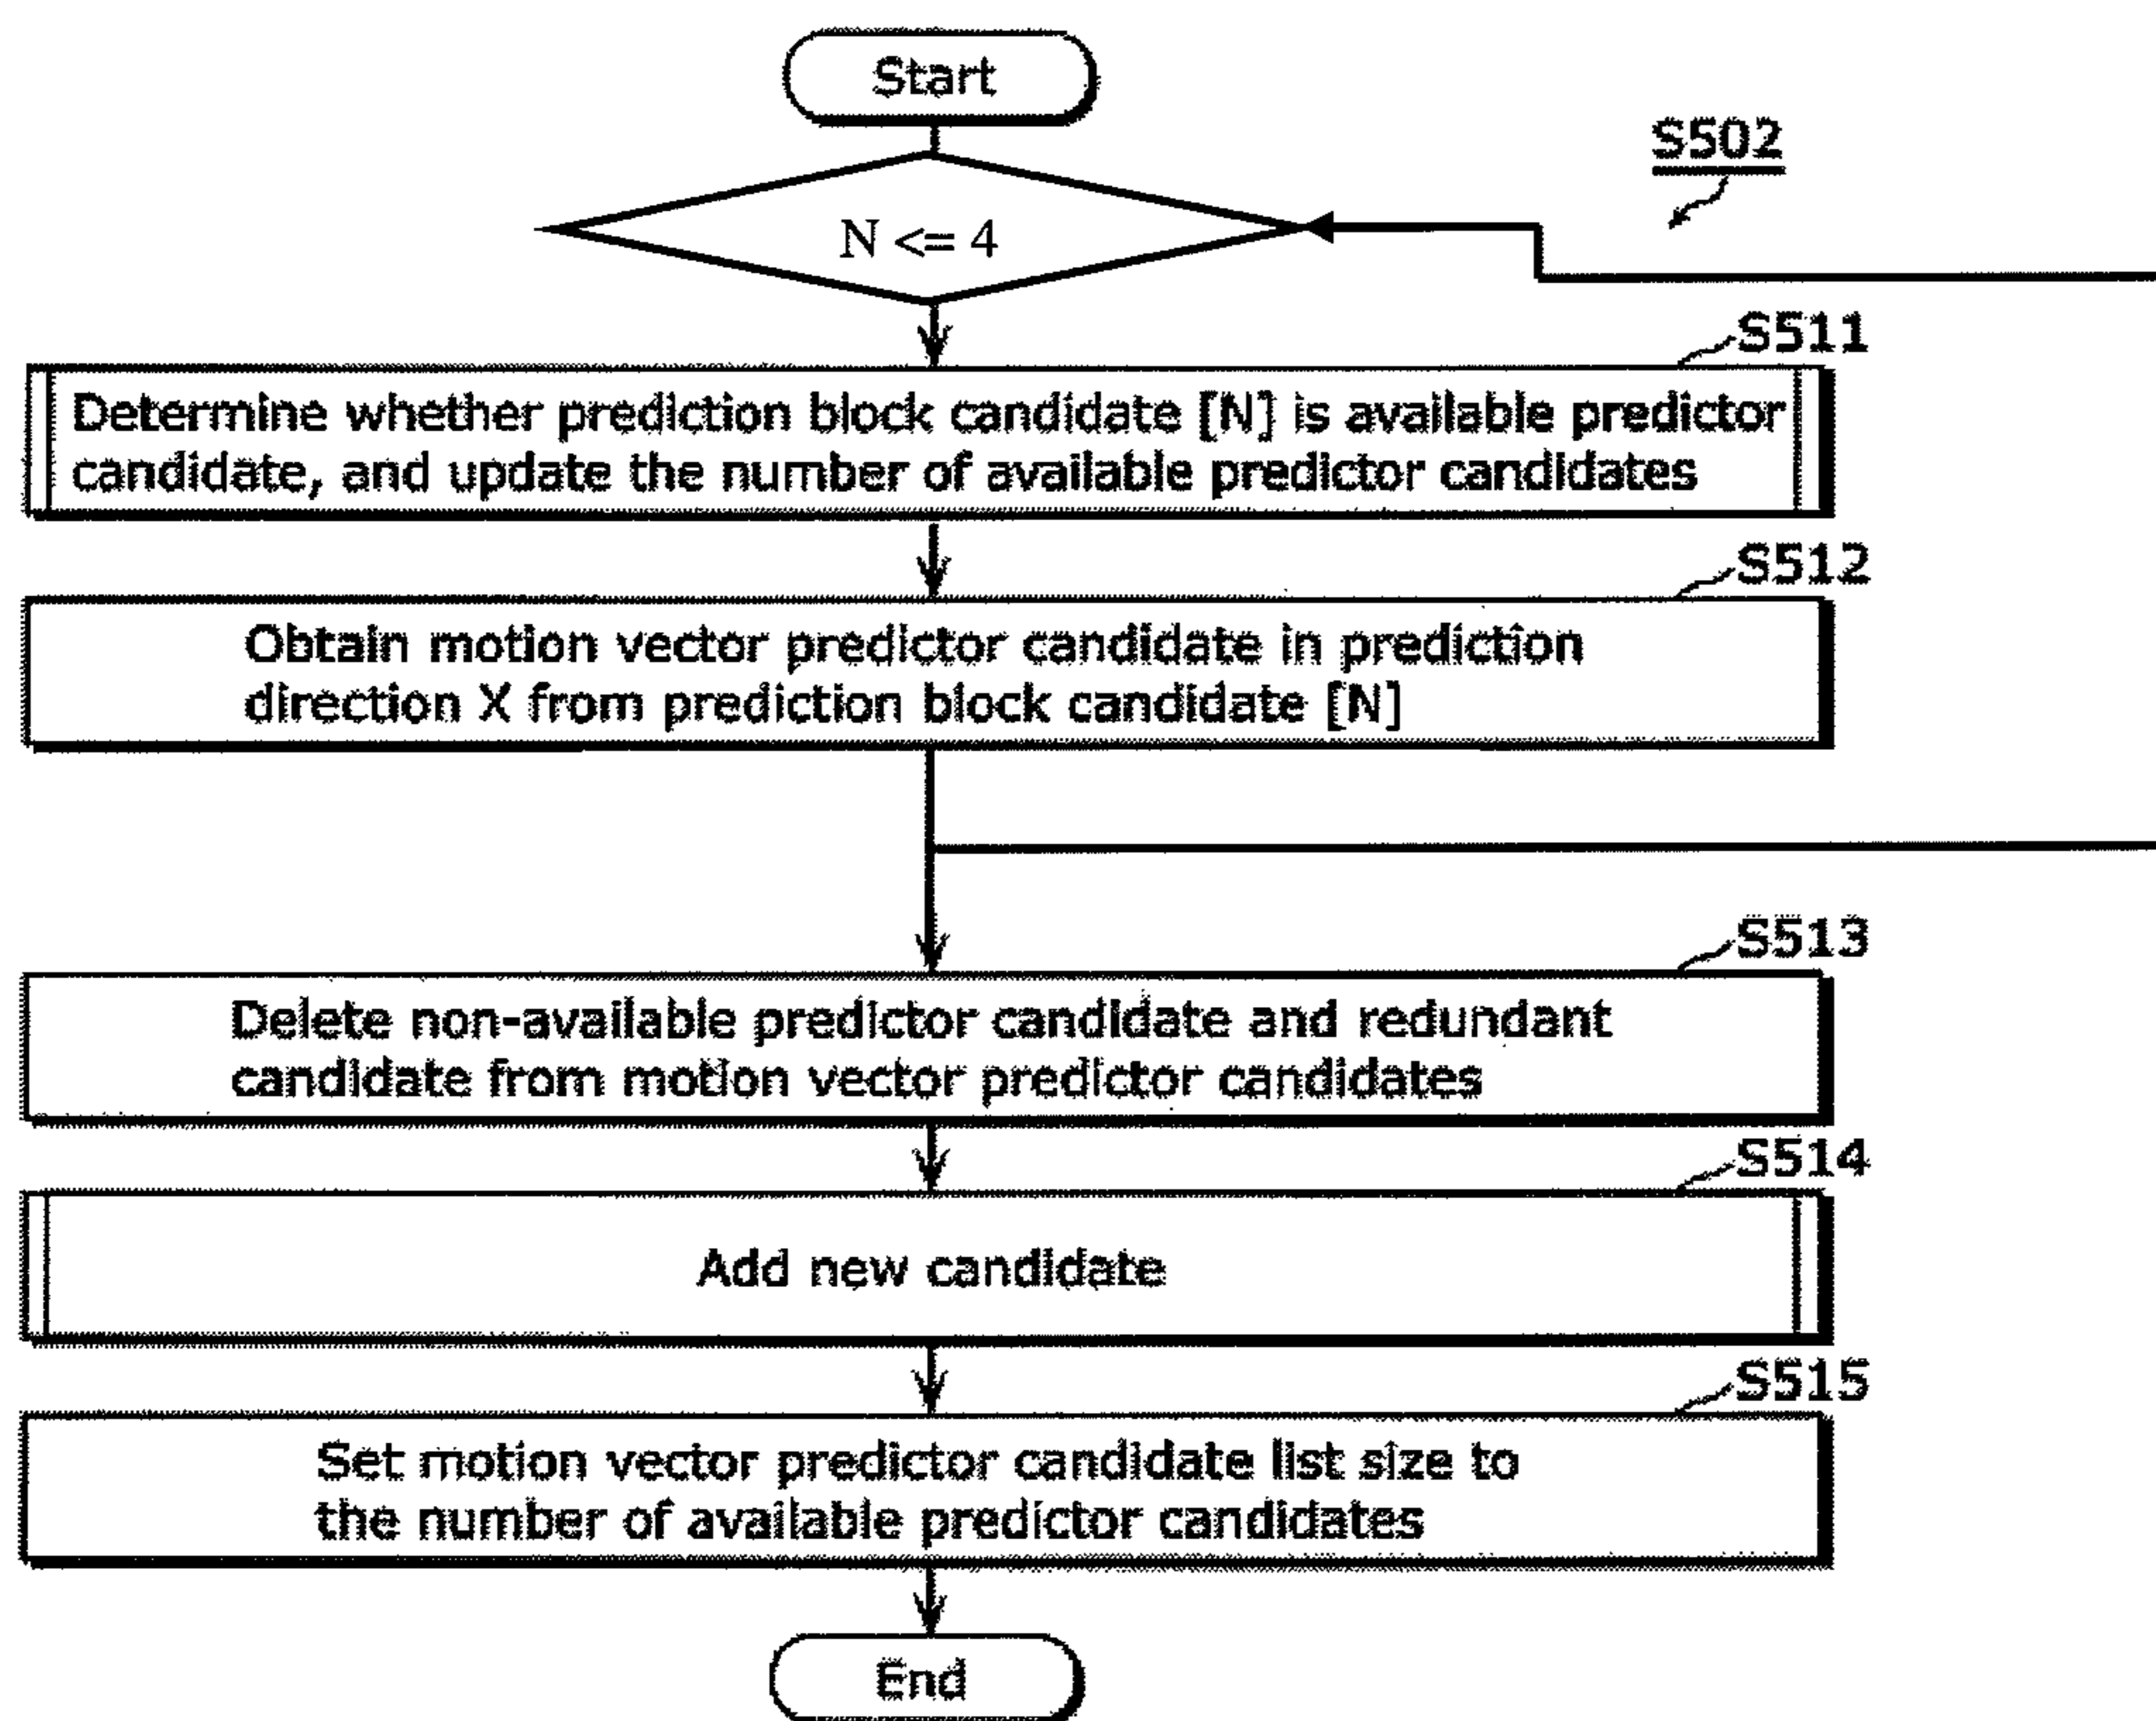 Start
S502
N <= 4
S511
Determine whether prediction block candidate [N] is available predictor
candidate, and update the number of available predictor candidates
S512
Obtain motion vector predictor candidate in prediction
direction X from prediction block candidate [N]
S513
Delete non-available predictor candidate and redundant
candidate from motion vector predictor candidates
S514
Add new candidate
S515
Set motion vector predictor candidate list size to
the number of available predictor candidates
End